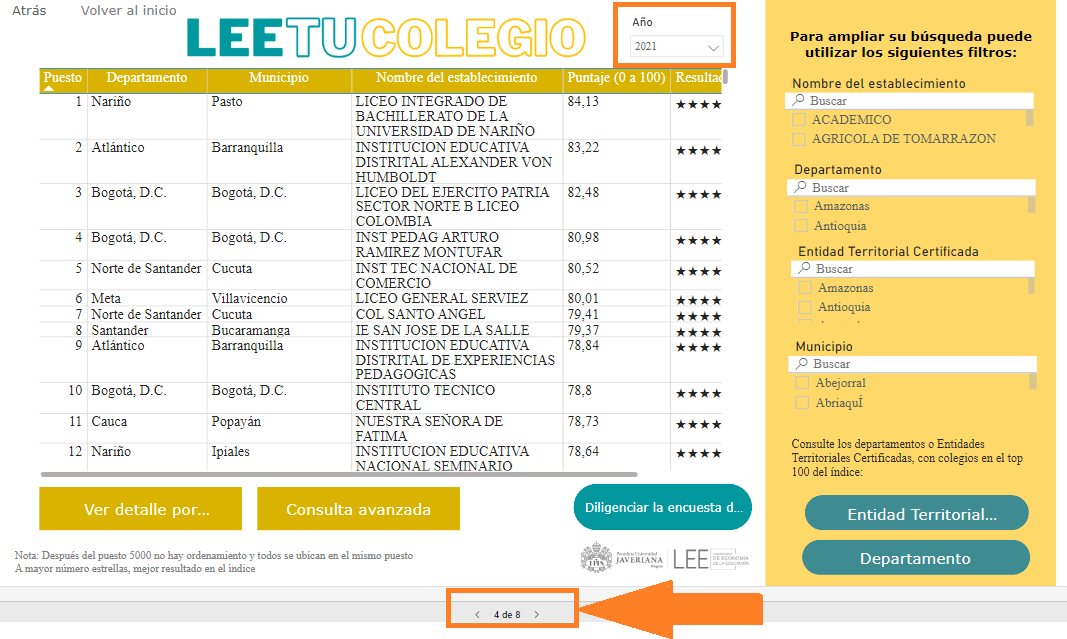 Atrás Volver al inicio
LEE TU COLEGIO
Año
2021
Puesto Departamento Municipio Nombre del establecimiento Puntaje (0 a 100) Resultad
1 Nariño Pasto LICEO INTEGRADO DE 84,13 ★★★★
BACHILLERATO DE LA
UNIVERSIDAD DE NARIÑO
2 Atlántico Barranquilla INSTITUCION EDUCATIVA 83,22 ★★★★
DISTRITAL ALEXANDER VON
HUMBOLDT
3 Bogotá, D.C. Bogotá, D.C. LICEO DEL EJERCITO PATRIA 82,48 ★★★★
SECTOR NORTE B LICEO
COLOMBIA
4 Bogotá, D.C. Bogotá, D.C. INST PEDAG ARTURO 80,98 ★★★★
RAMIREZ MONTUFAR
5 Norte de Santander Cucuta INST TEC NACIONAL DE 80,52 ★★★★
COMERCIO
6 Meta Villavicencio LICEO GENERAL SERVIEZ 80,01 ★★★★
7 Norte de Santander Cucuta COL SANTO ANGEL 79,41 ★★★★
8 Santander Bucaramanga IE SAN JOSE DE LA SALLE 79,37 ★★★★
9 Atlántico Barranquilla INSTITUCION EDUCATIVA 78,84 ★★★★
DISTRITAL DE EXPERIENCIAS
PEDAGOGICAS
10 Bogotá, D.C. Bogotá, D.C. INSTITUTO TECNICO 78,8 ★★★★
CENTRAL
11 Cauca Popayán NUESTRA SEÑORA DE 78,73 ★★★★
FATIMA
12 Nariño Ipiales INSTITUCION EDUCATIVA 78,64 ★★★★
NACIONAL SEMINARIO
Ver detalle por...
Consulta avanzada
Diligenciar la encuesta d...
Nota: Después del puesto 5000 no hay ordenamiento y todos se ubican en el mismo puesto
A mayor número estrellas, mejor resultado en el índice
Pontificia Universidad
JAVERIANA
Bogotá
LEE
LABORATORIO
DE ECONOMÍA
DE LA EDUCACIÓN
4 de 8
Para ampliar su búsqueda puede
utilizar los siguientes filtros:
Nombre del establecimiento
Buscar
ACADEMICO
AGRICOLA DE TOMARRAZON
Departamento
Buscar
Amazonas
Antioquia
Entidad Territorial Certificada
Buscar
Amazonas
Antioquia
Municipio
Buscar
Abejorral
AbriaquÍ
Consulte los departamentos o Entidades
Territoriales Certificadas, con colegios en el top
100 del índice:
Entidad Territorial...
Departamento